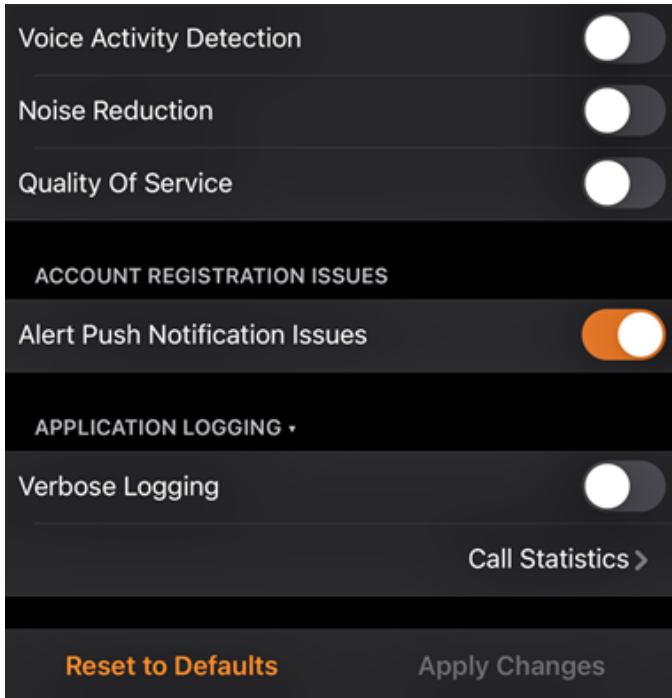 Voice Activity Detection
Noise Reduction
Quality Of Service
ACCOUNT REGISTRATION ISSUES
Alert Push Notification Issues
APPLICATION LOGGING ▾
Verbose Logging
Call Statistics >
Reset to Defaults Apply Changes